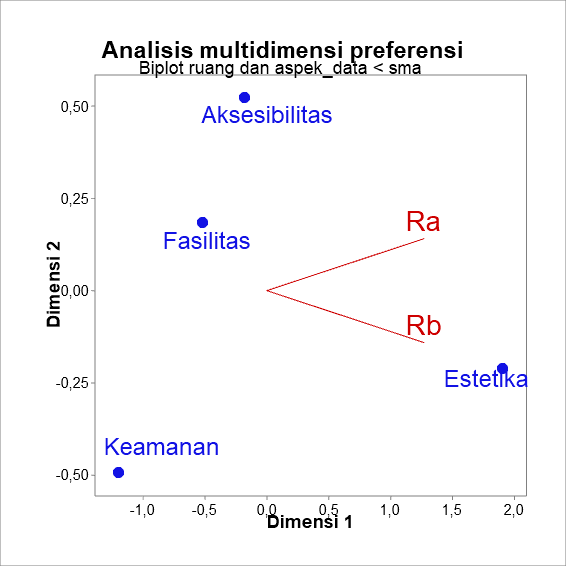 Analisis multidimensi preferensi
Biplot ruang dan aspek_data < sma
0,50
Aksesibilitas
0,25
Fasilitas
Ra
Dimensi 2
0,00
Rb
-0,25
Estetika
Keamanan
-0,50
-1,0 -0,5 0,0 0,5 1,0 1,5 2,0
Dimensi 1